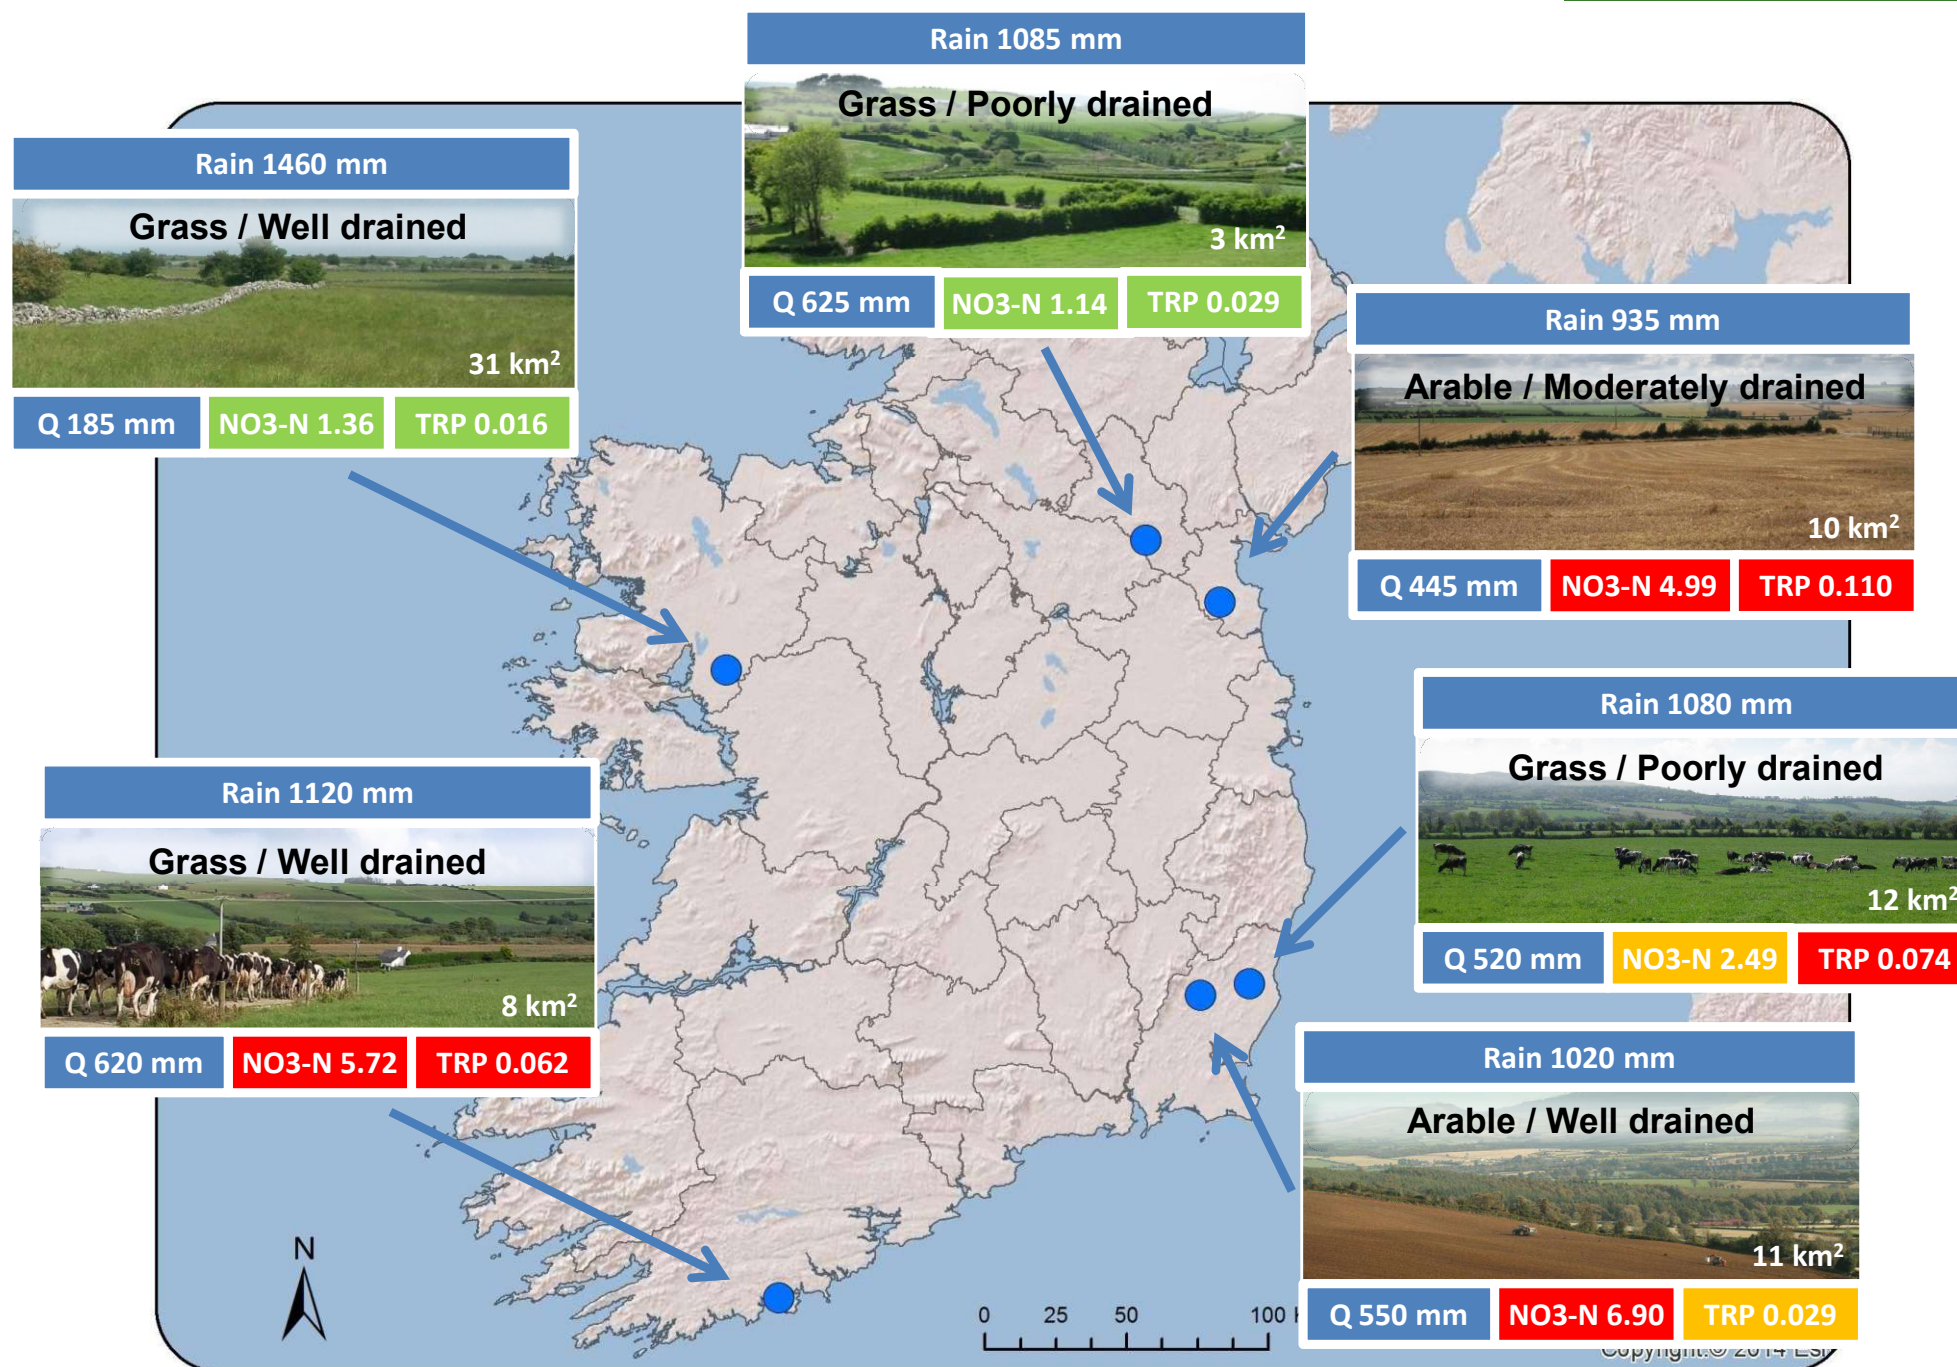 Rain 1085 mm
Grass / Poorly drained
3 km²
Q 625 mm
NO3-N 1.14
TRP 0.029
Rain 1460 mm
Grass / Well drained
31 km²
Q 185 mm
NO3-N 1.36
TRP 0.016
Rain 935 mm
Arable / Moderately drained
10 km²
Q 445 mm
NO3-N 4.99
TRP 0.110
Rain 1080 mm
Grass / Poorly drained
12 km²
Q 520 mm
NO3-N 2.49
TRP 0.074
Rain 1120 mm
Grass / Well drained
8 km²
Q 620 mm
NO3-N 5.72
TRP 0.062
Rain 1020 mm
Arable / Well drained
11 km²
Q 550 mm
NO3-N 6.90
TRP 0.029
N
0 25 50 100
Copyright:© 2014